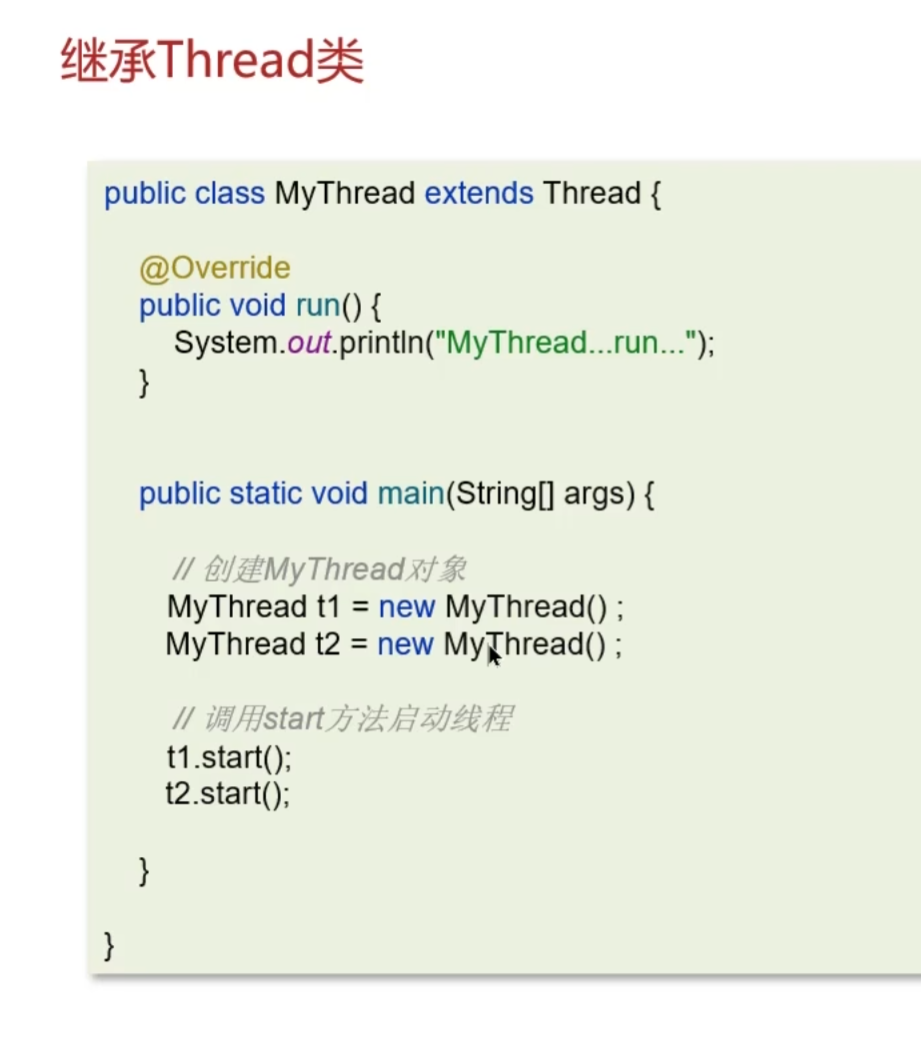 继承Thread类
public class MyThread extends Thread {
@Override
public void run() {
System.out.println("MyThread...run...");
}
public static void main(String[] args) {
// 创建MyThread对象
MyThread t1 = new MyThread() ;
MyThread t2 = new MyThread() ;
// 调用start方法启动线程
t1.start();
t2.start();
}
}